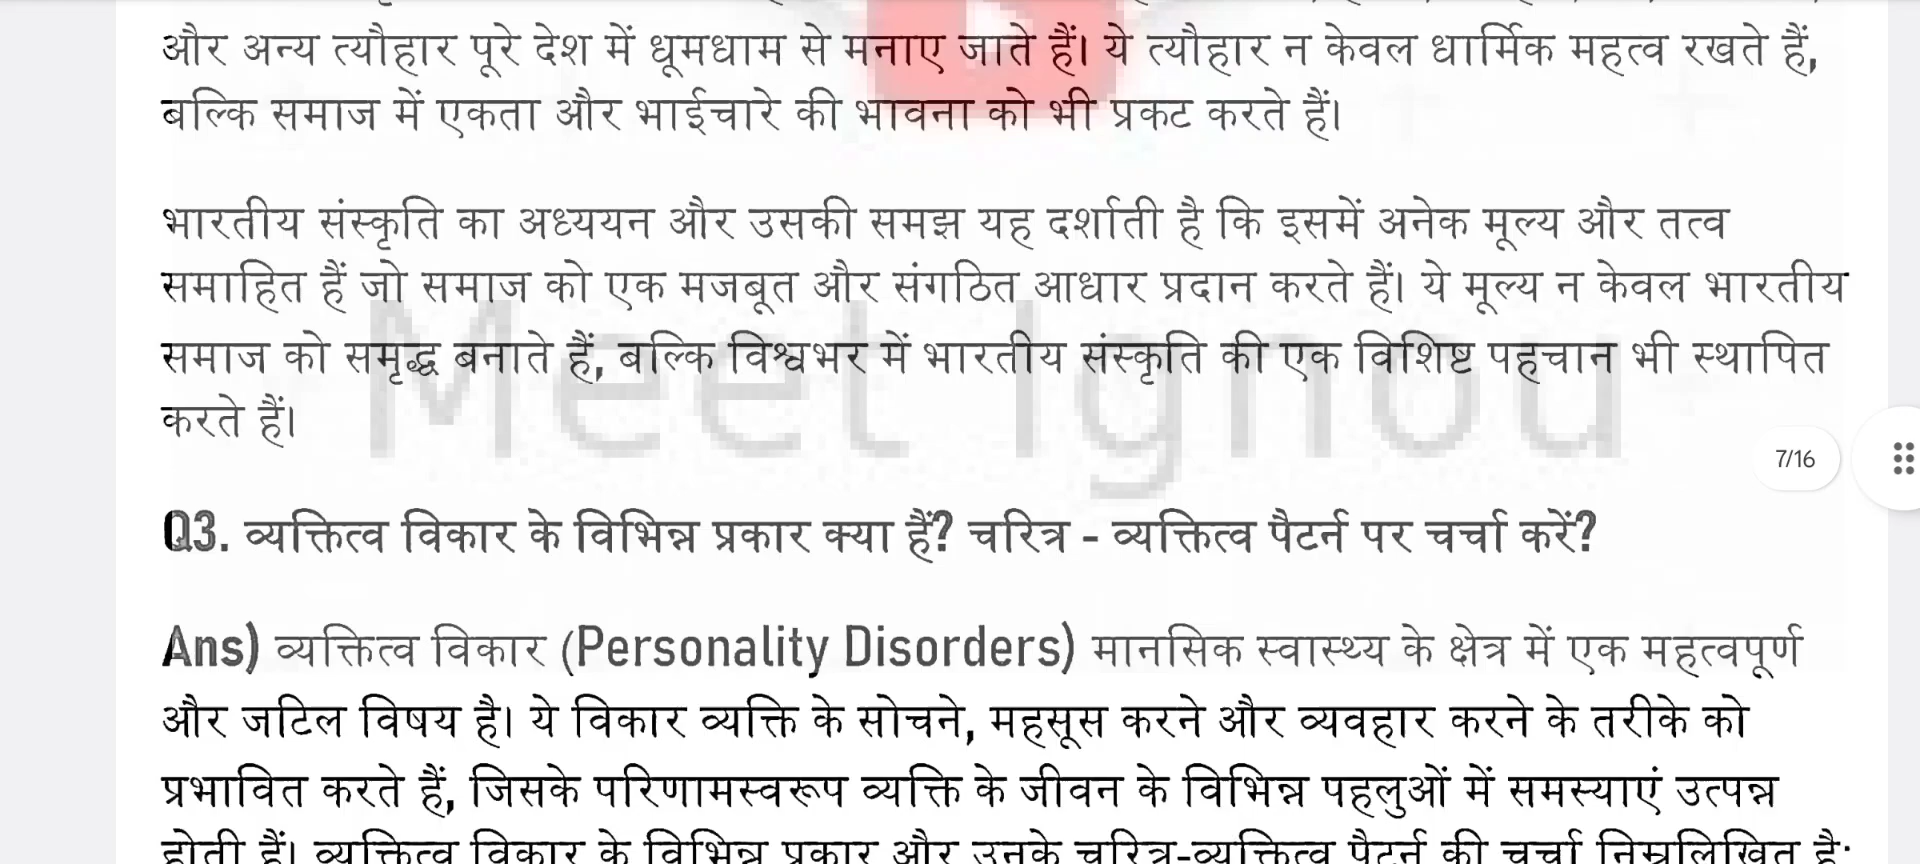 और अन्य त्यौहार पूरे देश में धूमधाम से मनाए जाते हैं। ये त्यौहार न केवल धार्मिक महत्व रखते हैं,
बल्कि समाज में एकता और भाईचारे की भावना को भी प्रकट करते हैं।
भारतीय संस्कृति का अध्ययन और उसकी समझ यह दर्शाती है कि इसमें अनेक मूल्य और तत्व
समाहित हैं जो समाज को एक मजबूत और संगठित आधार प्रदान करते हैं। ये मूल्य न केवल भारतीय
समाज को समृद्ध बनाते हैं, बल्कि विश्वभर में भारतीय संस्कृति की एक विशिष्ट पहचान भी स्थापित
करते हैं।
Meet Ignou
7/16
Q3. व्यक्तित्व विकार के विभिन्न प्रकार क्या हैं? चरित्र - व्यक्तित्व पैटर्न पर चर्चा करें?
Ans) व्यक्तित्व विकार (Personality Disorders) मानसिक स्वास्थ्य के क्षेत्र में एक महत्वपूर्ण
और जटिल विषय है। ये विकार व्यक्ति के सोचने, महसूस करने और व्यवहार करने के तरीके को
प्रभावित करते हैं, जिसके परिणामस्वरूप व्यक्ति के जीवन के विभिन्न पहलुओं में समस्याएं उत्पन्न
होती हैं। व्यक्तित्व विकार के विभिन्न प्रकार और उनके चरित्र-व्यक्तित्व पैटर्न की चर्चा निम्नलिखित है: